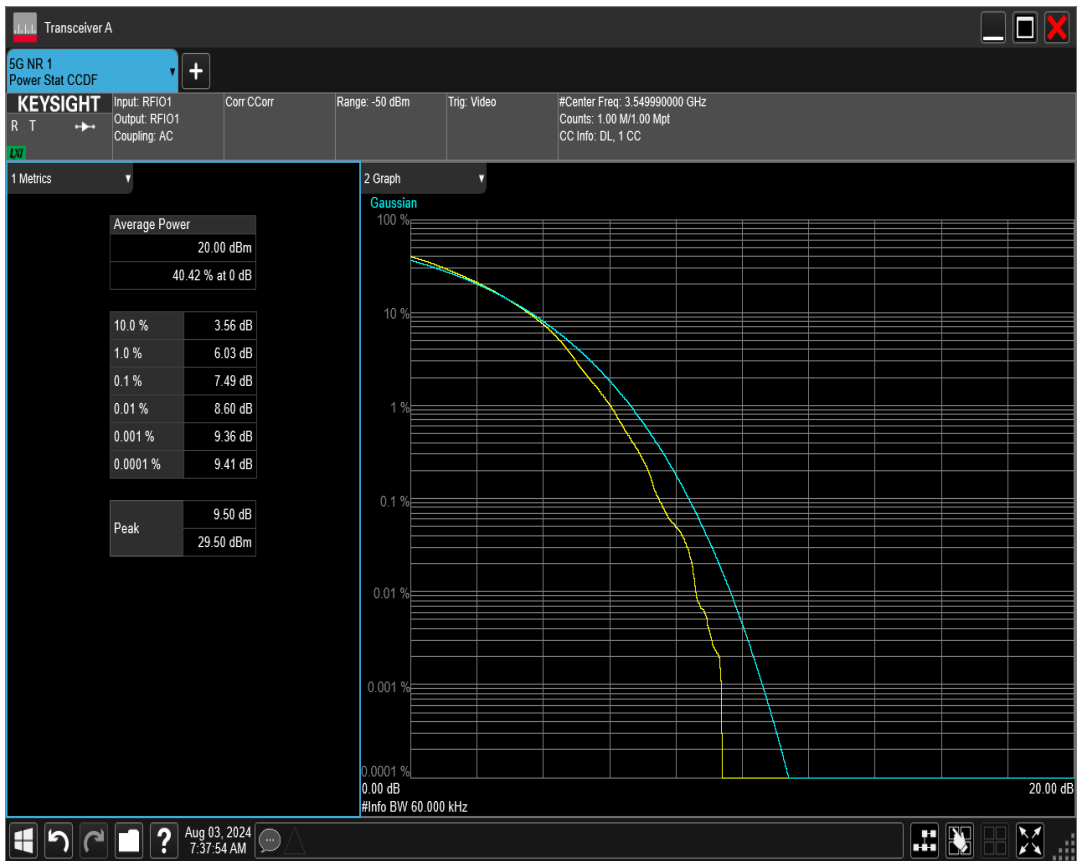 Transceiver A
5G NR 1
Power Stat CCDF
+
KEYSIGHT
R T
LXI
Input: RFIO1
Output: RFIO1
Coupling: AC
Corr CCorr
Range: -50 dBm
Trig: Video
#Center Freq: 3.549990000 GHz
Counts: 1.00 M/1.00 Mpt
CC Info: DL, 1 CC
1 Metrics
Average Power
20.00 dBm
40.42 % at 0 dB
10.0 % 3.56 dB
1.0 % 6.03 dB
0.1 % 7.49 dB
0.01 % 8.60 dB
0.001 % 9.36 dB
0.0001 % 9.41 dB
Peak
9.50 dB
29.50 dBm
2 Graph
Gaussian
100 %
10 %
1 %
0.1 %
0.01 %
0.001 %
0.0001 %
0.00 dB 20.00 dB
#Info BW 60.000 kHz
?
Aug 03, 2024
7:37:54 AM